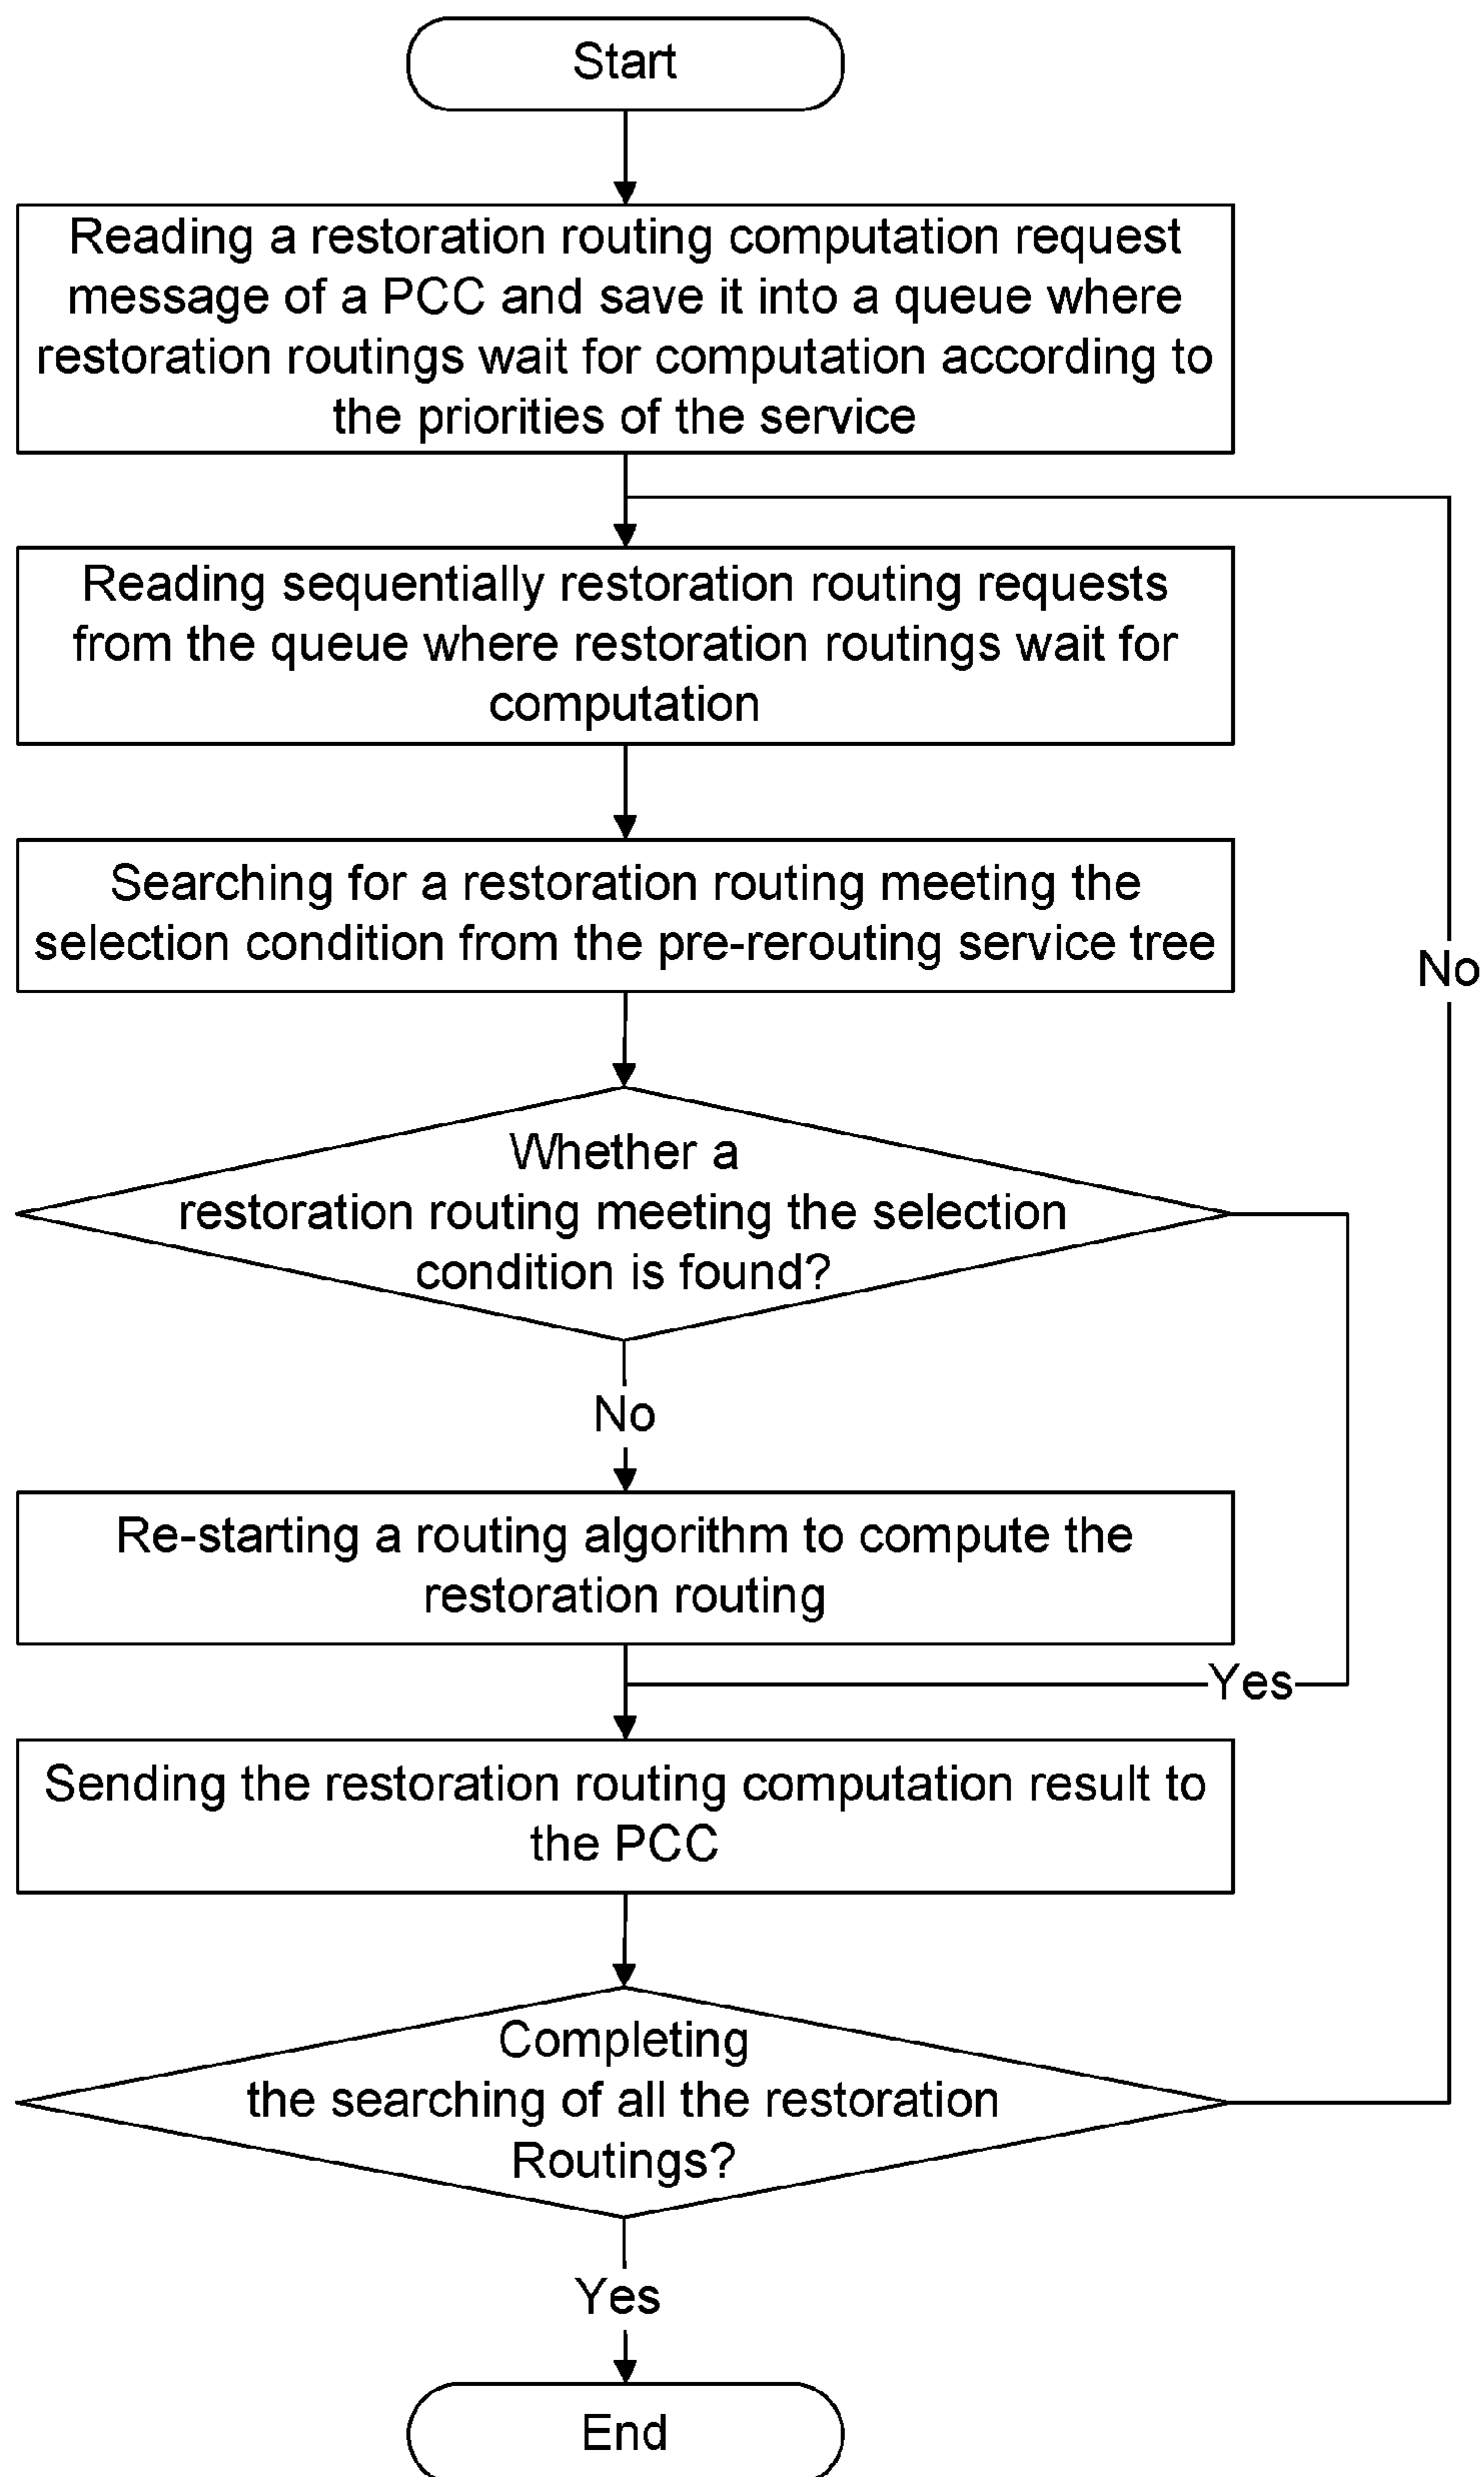 Start
Reading a restoration routing computation request
message of a PCC and save it into a queue where
restoration routings wait for computation according to
the priorities of the service
Reading sequentially restoration routing requests
from the queue where restoration routings wait for
computation
Searching for a restoration routing meeting the
selection condition from the pre-rerouting service tree
No
Whether a
restoration routing meeting the selection
condition is found?
No
Re-starting a routing algorithm to compute the
restoration routing
Yes
Sending the restoration routing computation result to
the PCC
Completing
the searching of all the restoration
Routings?
Yes
End